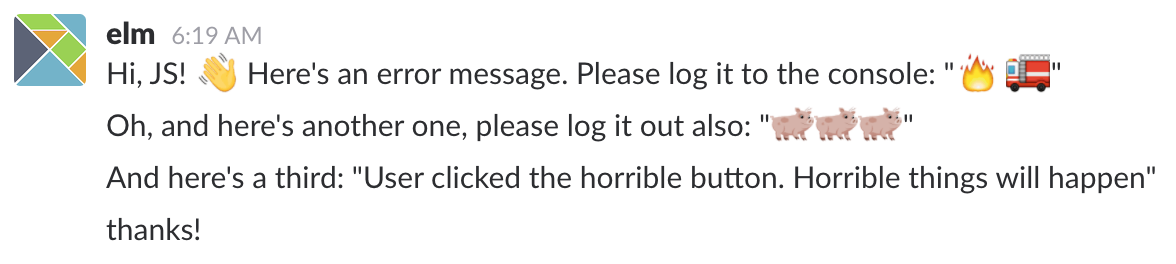 elm 6:19 AM
Hi, JS! 👋 Here's an error message. Please log it to the console: "🔥 🚒"
Oh, and here's another one, please log it out also: "🐖🐖🐖"
And here's a third: "User clicked the horrible button. Horrible things will happen"
thanks!